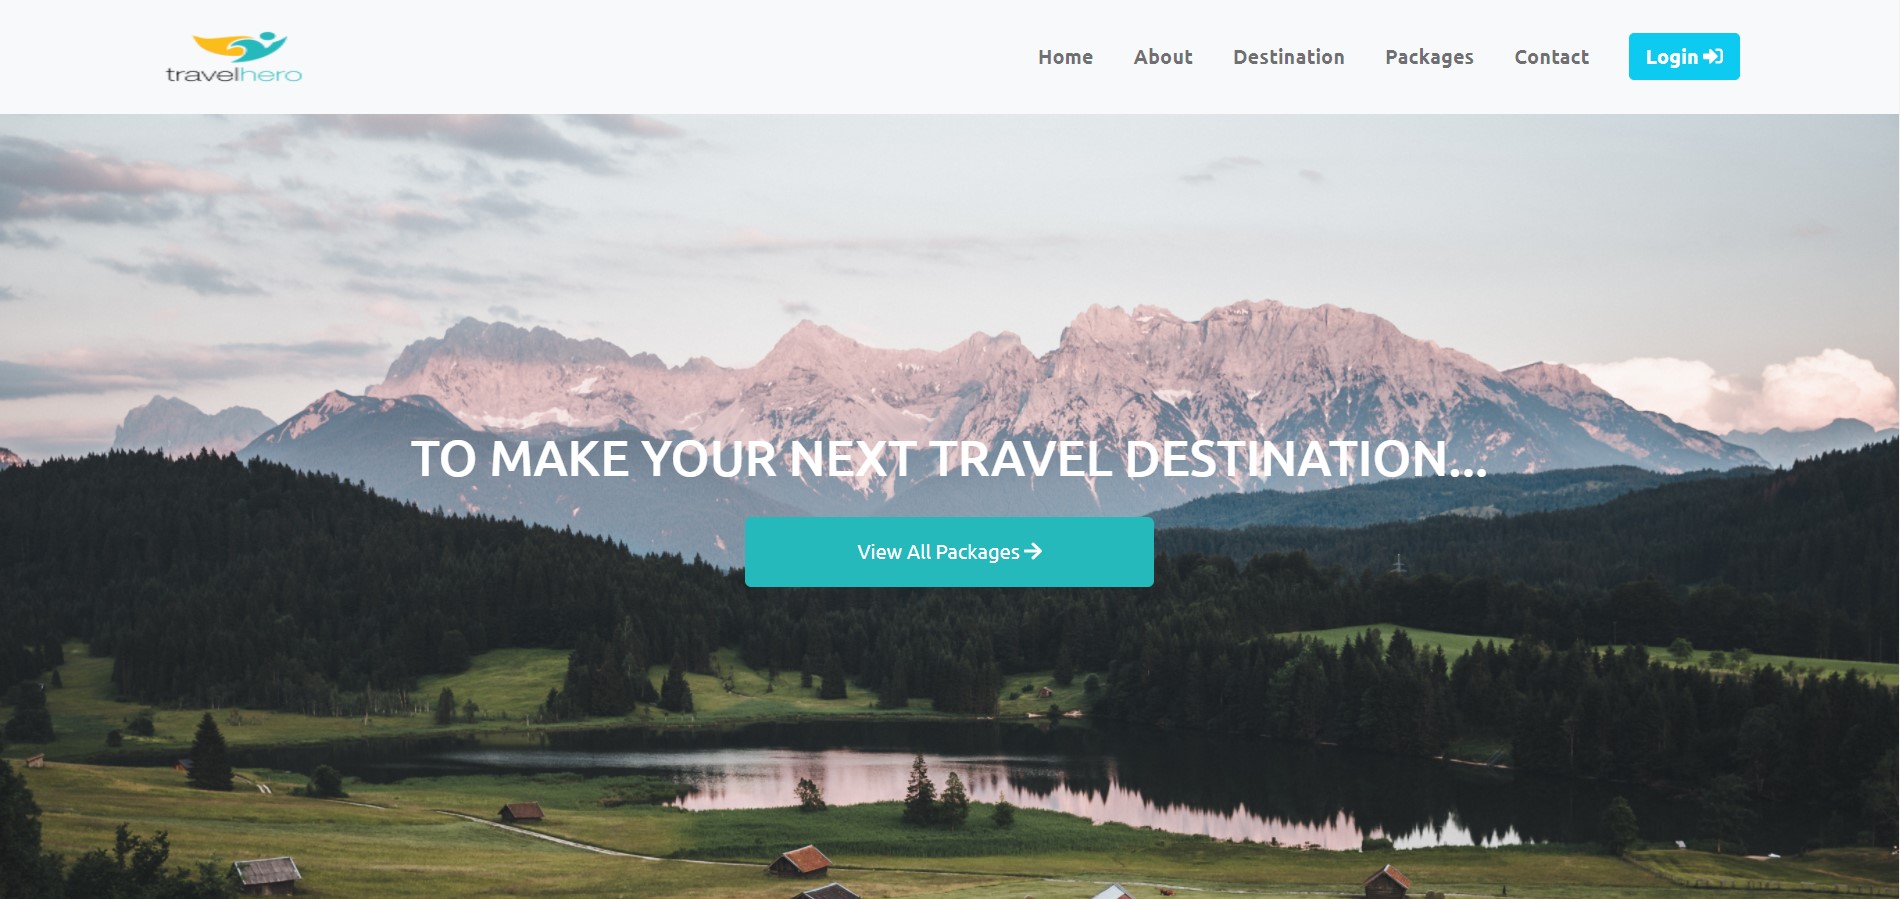 travelhero
Home
About
Destination
Packages
Contact
Login
TO MAKE YOUR NEXT TRAVEL DESTINATION...
View All Packages